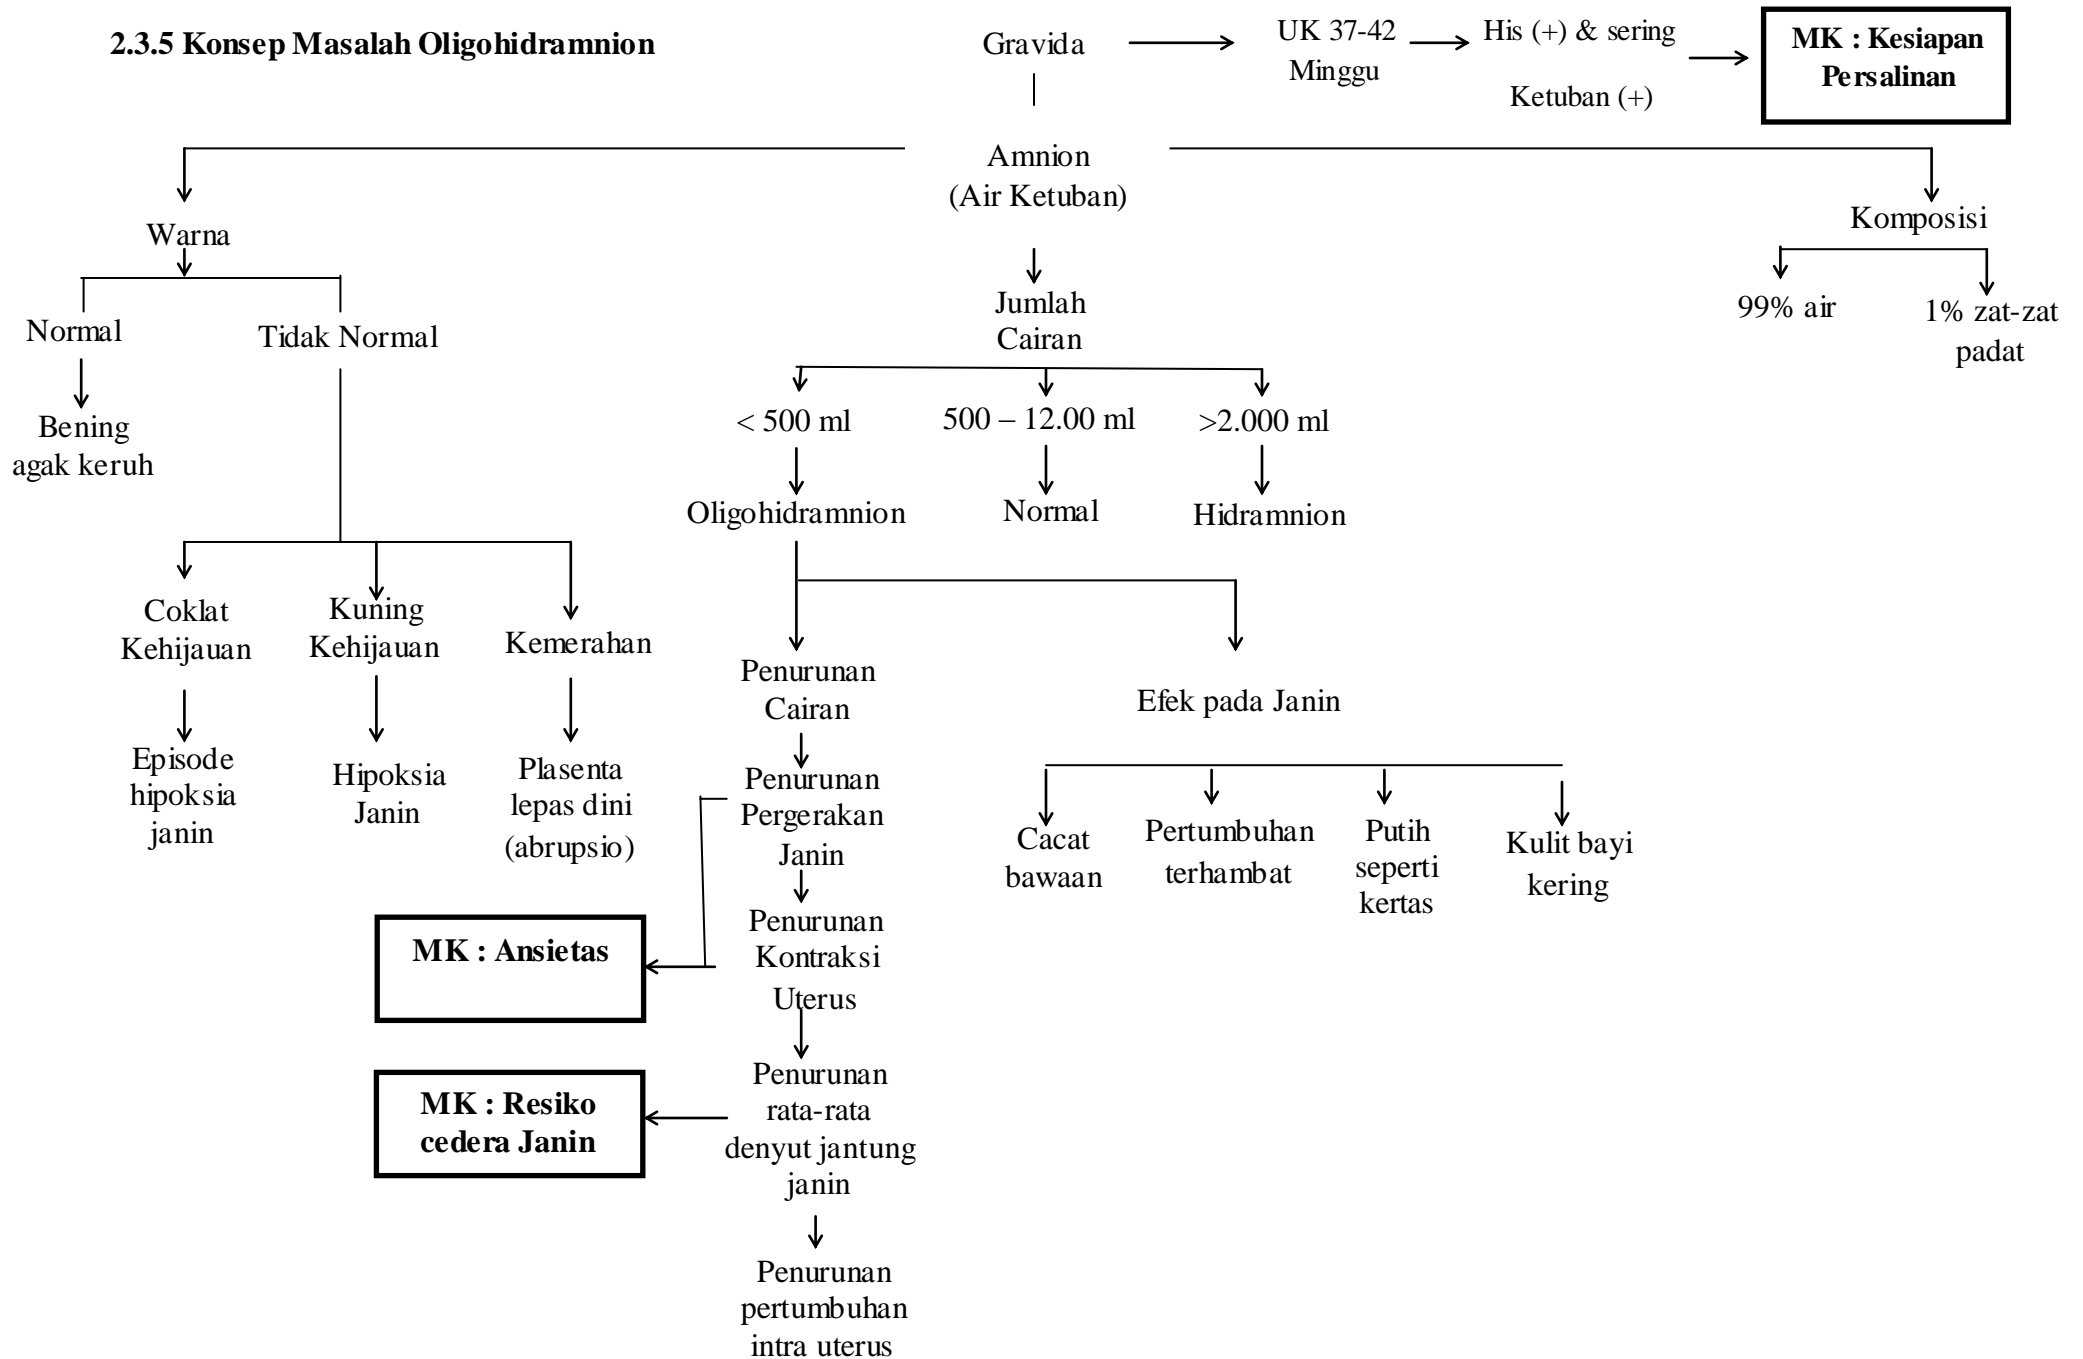 2.3.5 Konsep Masalah Oligohidramnion
Gravida
UK 37-42
Minggu
His (+) & sering
Ketuban (+)
MK : Kesiapan
Persalinan
Amnion
(Air Ketuban)
Warna
Normal
Tidak Normal
Bening
agak keruh
Coklat
Kehijauan
Kuning
Kehijauan
Kemerahan
Episode
hipoksia
janin
Hipoksia
Janin
Plasenta
lepas dini
(abrupsio)
Jumlah
Cairan
< 500 ml
500 – 12.00 ml
>2.000 ml
Oligohidramnion
Normal
Hidramnion
Penurunan
Cairan
Penurunan
Pergerakan
Janin
Penurunan
Kontraksi
Uterus
MK : Ansietas
Penurunan
rata-rata
denyut jantung
janin
MK : Resiko
cedera Janin
Penurunan
pertumbuhan
intra uterus
Efek pada Janin
Cacat
bawaan
Pertumbuhan
terhambat
Putih
seperti
kertas
Kulit bayi
kering
Komposisi
99% air
1% zat-zat
padat